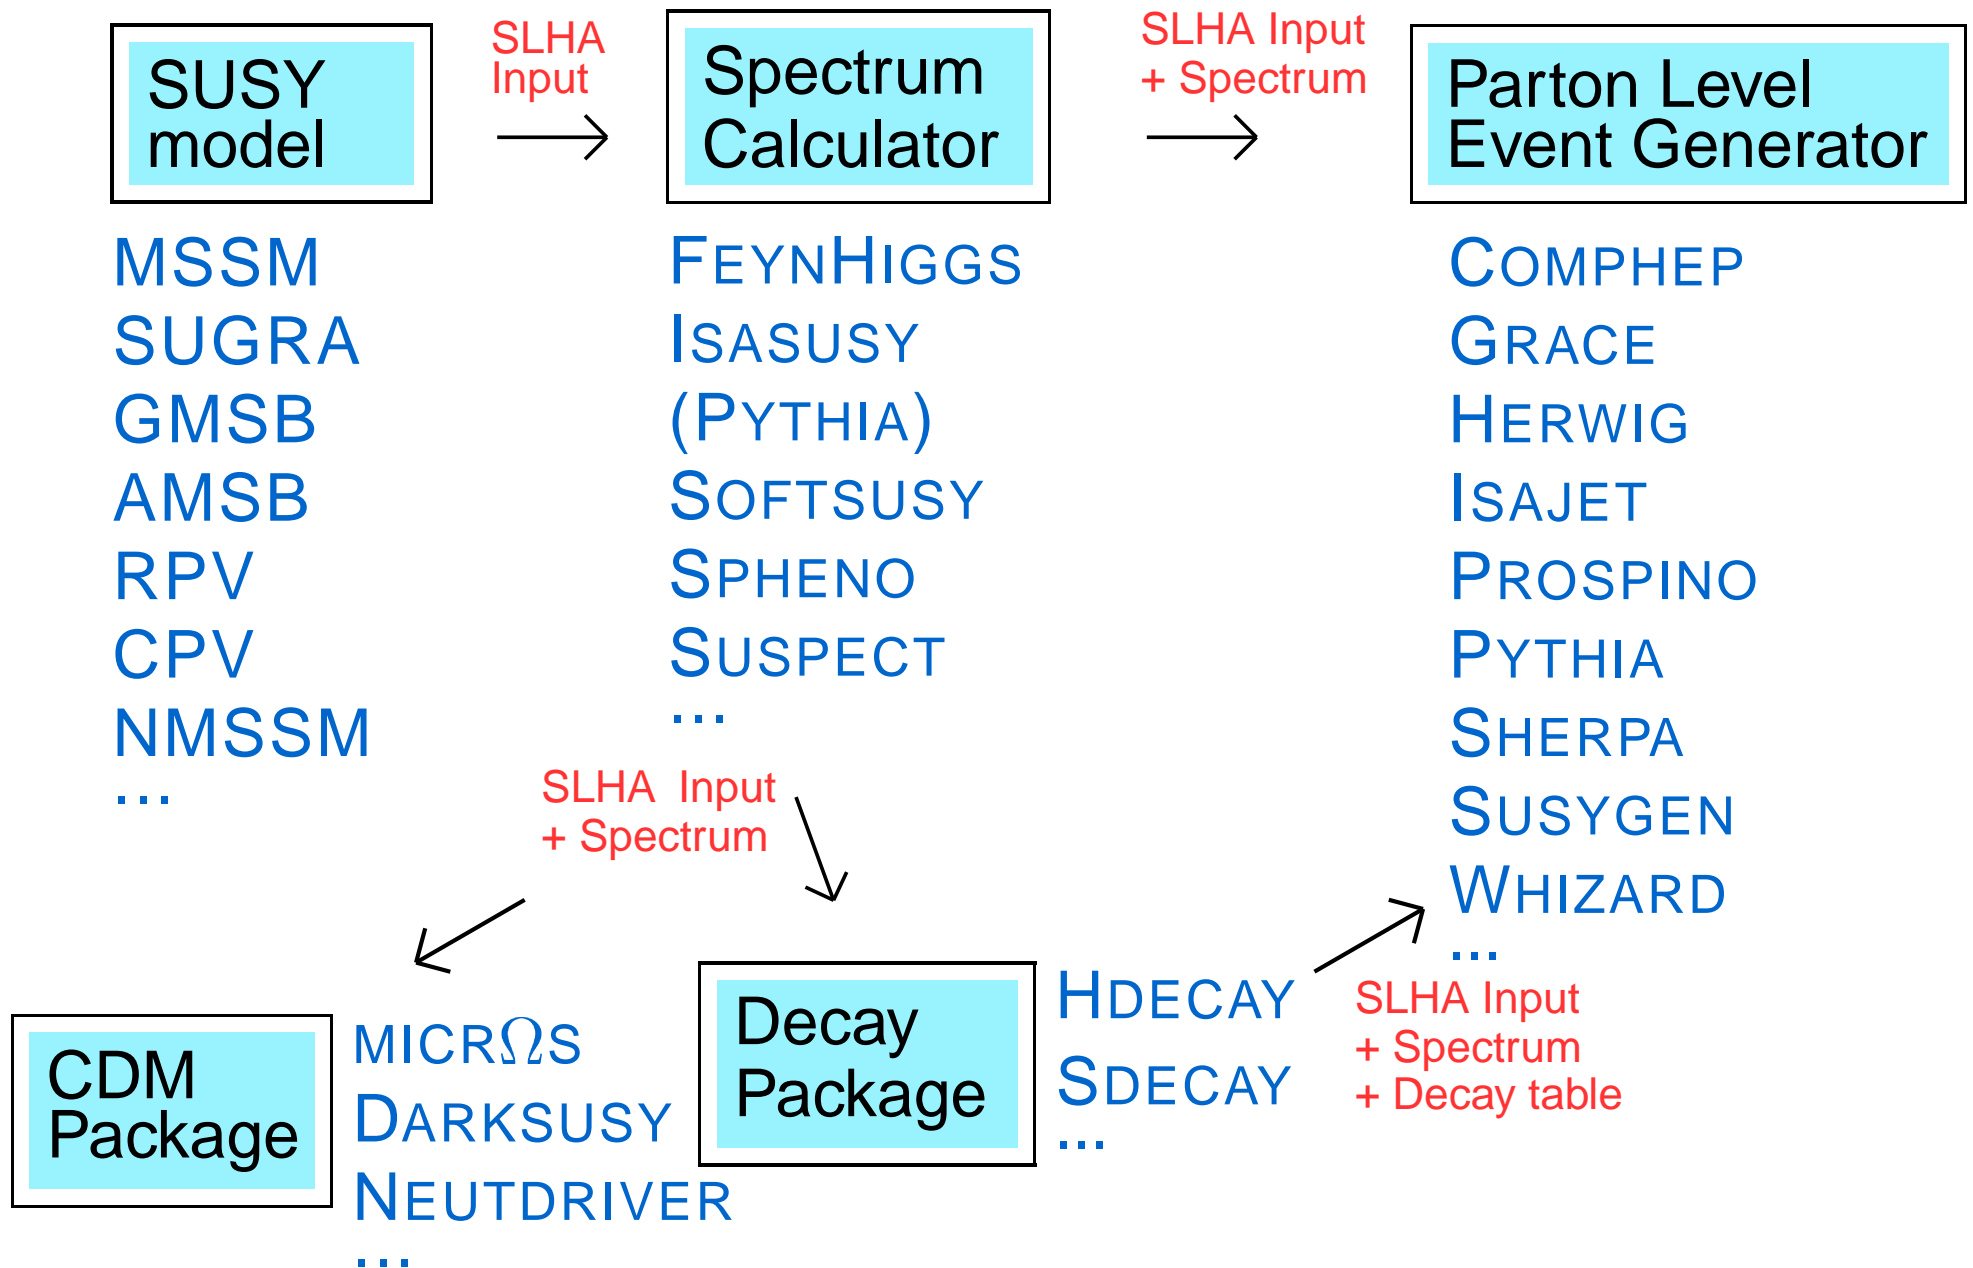 SUSY
model
SLHA
Input
Spectrum
Calculator
SLHA Input
+ Spectrum
Parton Level
Event Generator
MSSM
SUGRA
GMSB
AMSB
RPV
CPV
NMSSM
...
FEYNHIGGS
ISASUSY
(PYTHIA)
SOFTSUSY
SPHENO
SUSPECT
...
COMPHEP
GRACE
HERWIG
ISAJET
PROSPINO
PYTHIA
SHERPA
SUSYGEN
WHIZARD
...
SLHA Input
+ Spectrum
CDM
Package
MICRΩS
DARKSUSY
NEUTDRIVER
...
Decay
Package
HDECAY
SDECAY
...
SLHA Input
+ Spectrum
+ Decay table